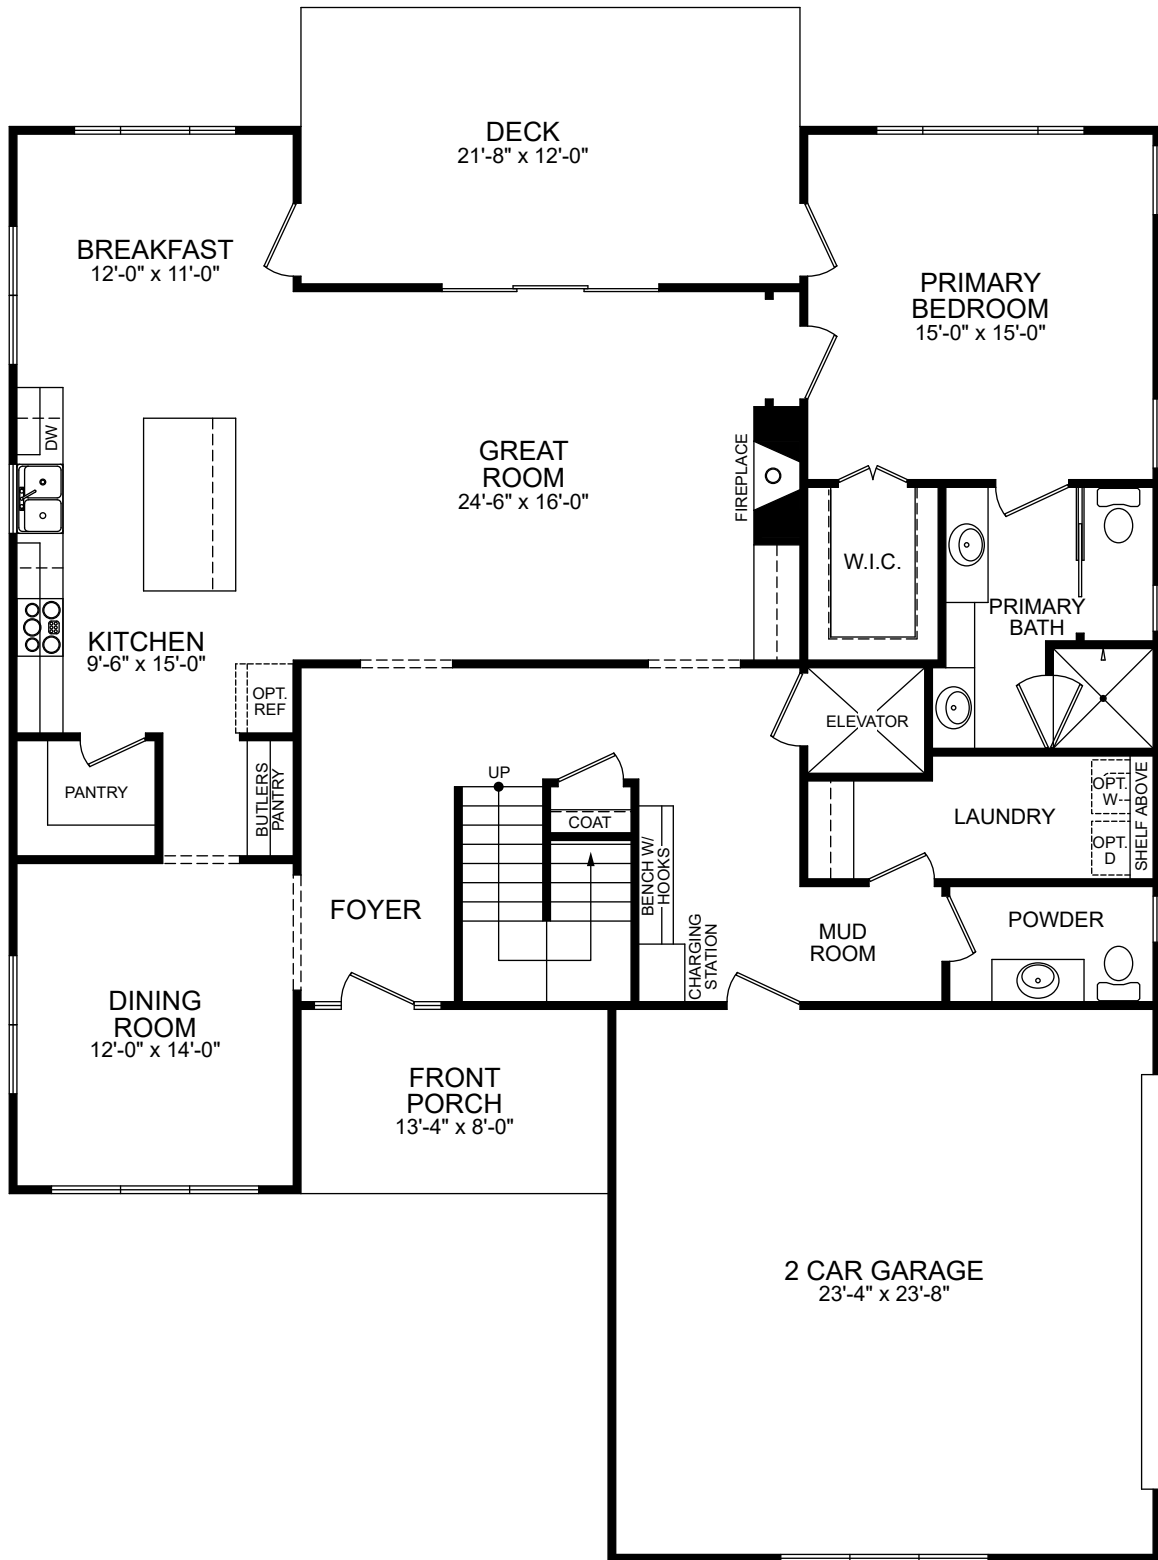 DECK
21'-8" x 12'-0"
BREAKFAST
12'-0" x 11'-0"
PRIMARY
BEDROOM
15'-0" x 15'-0"
DW
GREAT
ROOM
24'-6" x 16'-0"
FIREPLACE
W.I.C.
PRIMARY
BATH
KITCHEN
9'-6" x 15'-0"
OPT.
REF
ELEVATOR
PANTRY
BUTLERS
PANTRY
UP
COAT
BENCH W/
HOOKS
CHARGING
STATION
LAUNDRY
OPT.
W
OPT.
D
SHELF ABOVE
FOYER
MUD
ROOM
POWDER
DINING
ROOM
12'-0" x 14'-0"
FRONT
PORCH
13'-4" x 8'-0"
2 CAR GARAGE
23'-4" x 23'-8"